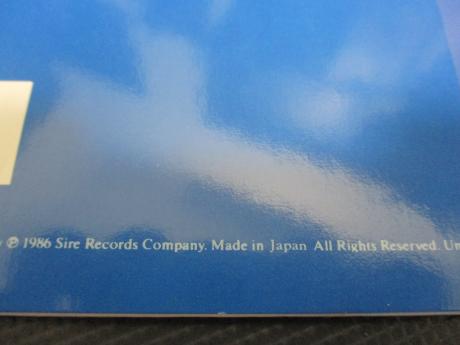 ℗ 1986 Sire Records Company. Made in Japan All Rights Reserved.